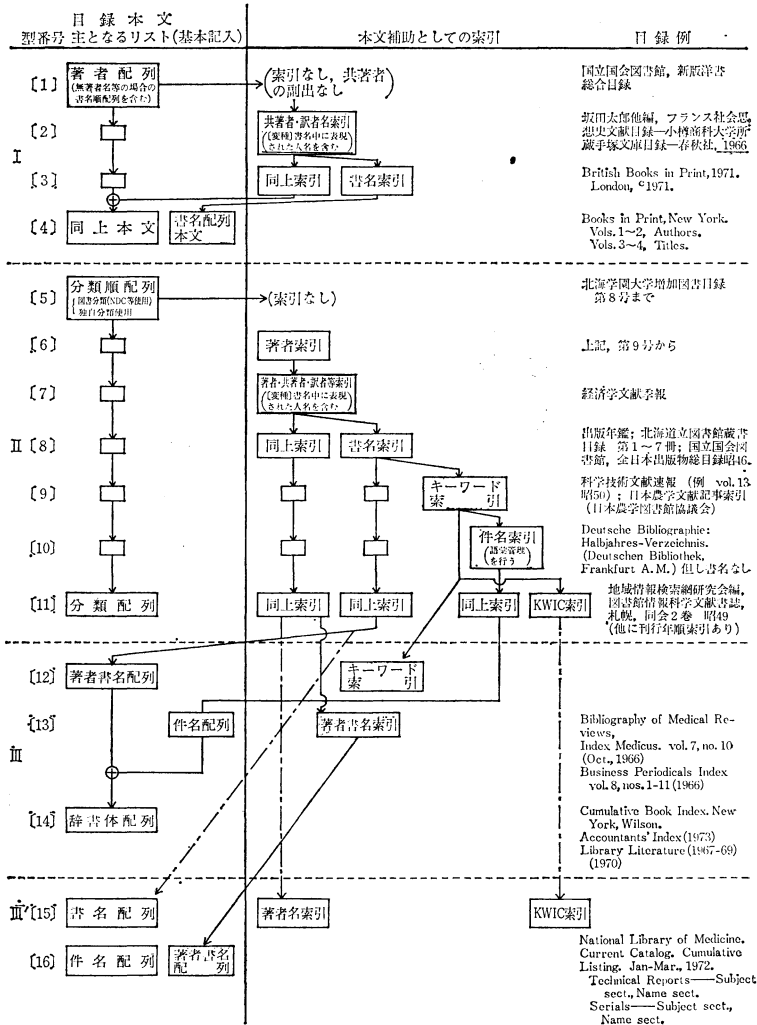 目録本文
型番号 主となるリスト(基本記入)
本文補助としての索引
目録例
I
〔1〕
著者配列
(無著者名等の場合の
書名順配列を含む)
(索引なし, 共著者
の副出なし)
国立国会図書館, 新版洋書
総合目録
〔2〕
共著者・訳者名索引
(〔変種〕書名中に表現
された人名を含む)
坂田太郎他編, フランス社会思
想史文献目録—小樽商科大学所
蔵手塚文庫目録—春秋社, 1966
〔3〕
同上索引
書名索引
British Books in Print, 1971.
London, ©1971.
〔4〕
同上本文
書名配列
本文
Books in Print, New York.
Vols. 1~2, Authors.
Vols. 3~4, Titles.
II
〔5〕
分類順配列
図書分類(NDC等使用)
独自分類使用
(索引なし)
北海学園大学増加図書目録
第8号まで
〔6〕
著者索引
上記, 第9号から
〔7〕
著者・共著者・訳者等索引
(〔変種〕書名中に表現
された人名を含む)
経済学文献季報
〔8〕
同上索引
書名索引
出版年鑑; 北海道立図書館蔵書
目録 第1~7冊; 国立国会図
書館, 全日本出版物総目録昭46.
〔9〕
キーワード
索引
科学技術文献速報 (例 vol. 13
昭50) ; 日本農学文献記事索引
(日本農学図書館協議会)
〔10〕
件名索引
(語彙管理
を行う)
Deutsche Bibliographie:
Halbjahres-Verzeichnis.
(Deutschen Bibliothek,
Frankfurt A.M.) 但し書名なし
〔11〕
分類配列
同上索引
同上索引
同上索引
KWIC索引
地域情報検索網研究会編,
図書館情報科学文献書誌,
札幌, 同会2巻 昭49
(他に刊行年順索引あり)
III
〔12〕
著者書名配列
キーワード
索引
〔13〕
件名配列
著者書名索引
Bibliography of Medical Re-
views,
Index Medicus. vol. 7, no. 10
(Oct., 1966)
Business Periodicals Index
vol. 8, nos. 1-11 (1966)
〔14〕
辞書体配列
Cumulative Book Index. New
York, Wilson.
Accountants' Index (1973)
Library Literature (1967-69)
(1970)
III'
〔15〕
書名配列
著者名索引
KWIC索引
〔16〕
件名配列
著者書名
配列
National Library of Medicine.
Current Catalog. Cumulative
Listing. Jan-Mar., 1972.
Technical Reports——Subject
sect., Name sect.
Serials——Subject sect.,
Name sect.